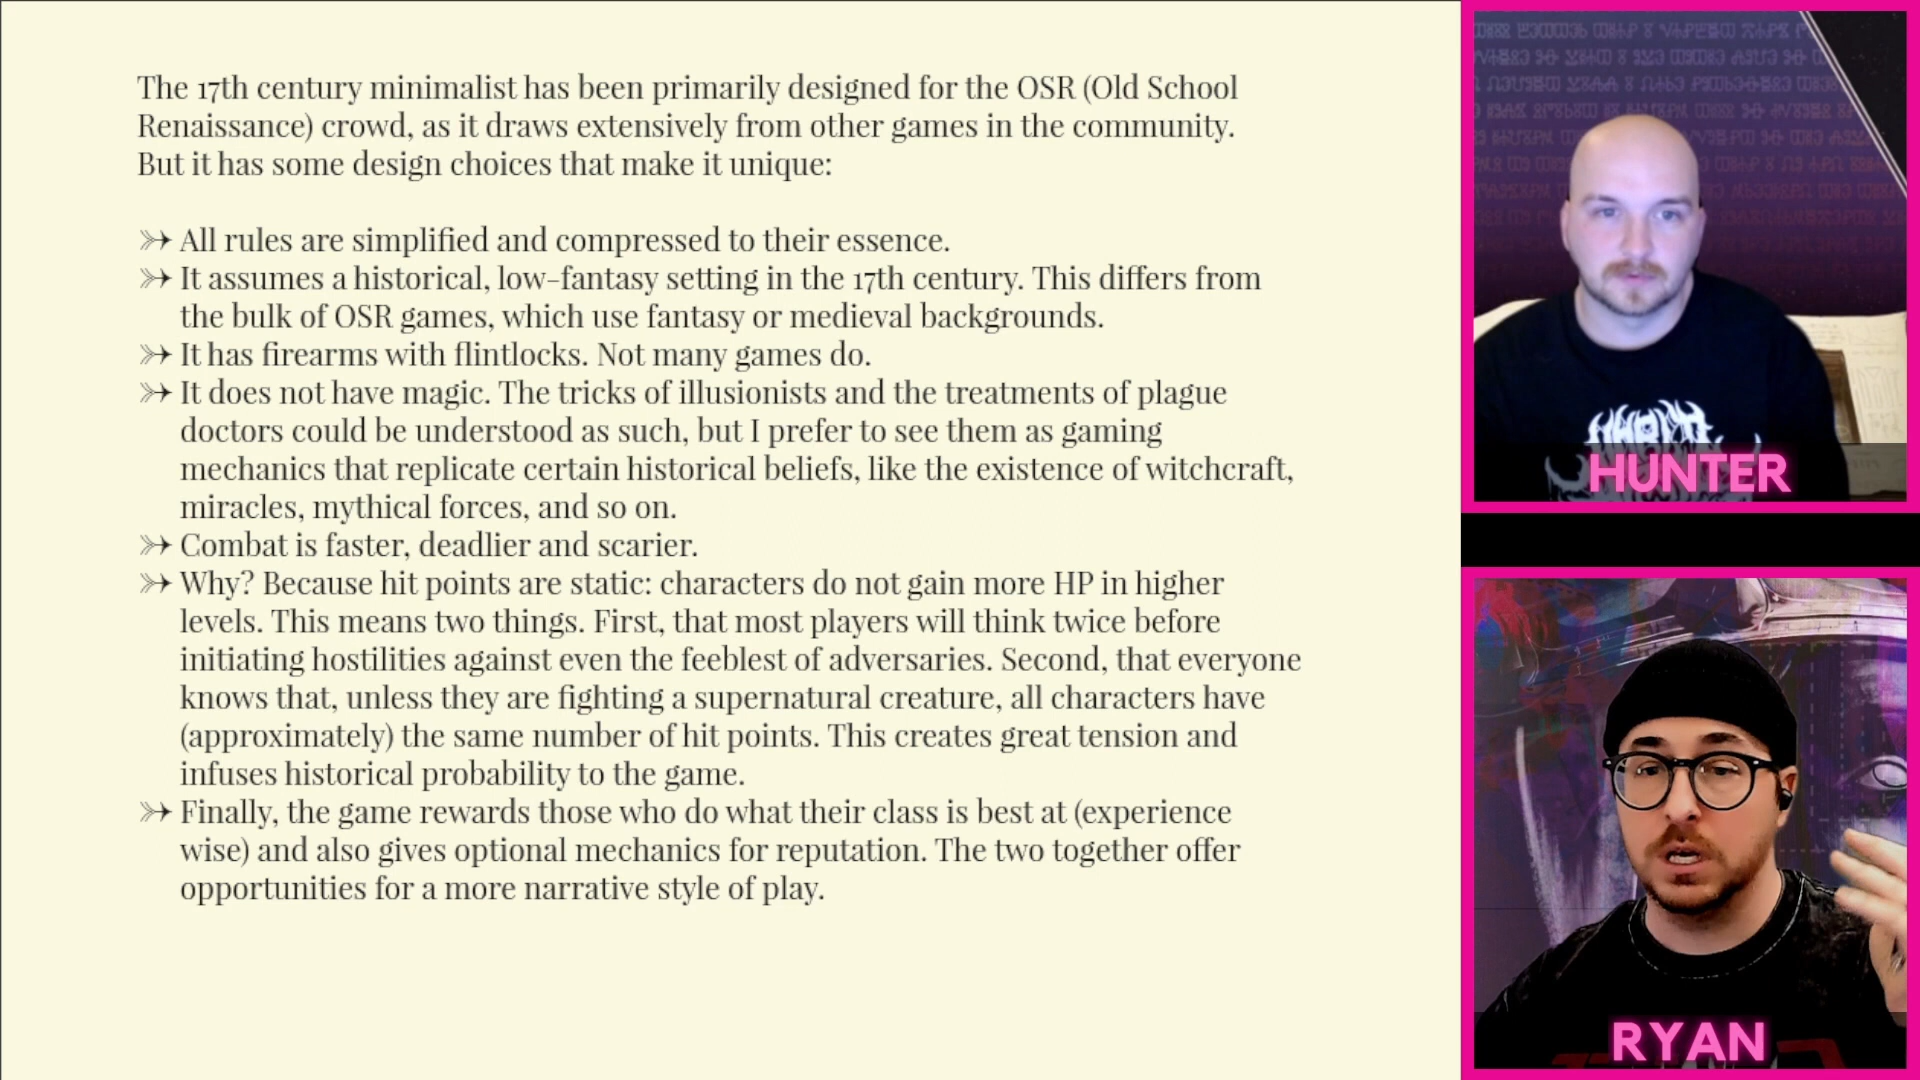 The 17th century minimalist has been primarily designed for the OSR (Old School
Renaissance) crowd, as it draws extensively from other games in the community.
But it has some design choices that make it unique:
All rules are simplified and compressed to their essence.
It assumes a historical, low-fantasy setting in the 17th century. This differs from
the bulk of OSR games, which use fantasy or medieval backgrounds.
It has firearms with flintlocks. Not many games do.
It does not have magic. The tricks of illusionists and the treatments of plague
doctors could be understood as such, but I prefer to see them as gaming
mechanics that replicate certain historical beliefs, like the existence of witchcraft,
miracles, mythical forces, and so on.
Combat is faster, deadlier and scarier.
Why? Because hit points are static: characters do not gain more HP in higher
levels. This means two things. First, that most players will think twice before
initiating hostilities against even the feeblest of adversaries. Second, that everyone
knows that, unless they are fighting a supernatural creature, all characters have
(approximately) the same number of hit points. This creates great tension and
infuses historical probability to the game.
Finally, the game rewards those who do what their class is best at (experience
wise) and also gives optional mechanics for reputation. The two together offer
opportunities for a more narrative style of play.
HUNTER
RYAN